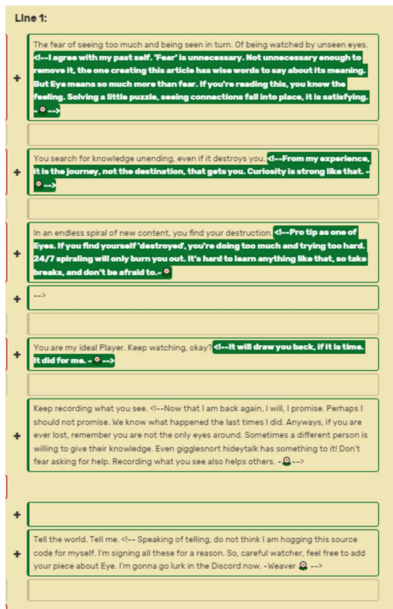 Line 1:
The fear of seeing too much and being seen in turn. Of being watched by unseen eyes.
<!--I agree with my past self. 'Fear' is unnecessary. Not unnecessary enough to
remove it, the one creating this article has wise words to say about its meaning.
But Eye means so much more than fear. If you're reading this, you know the
feeling. Solving a little puzzle, seeing connections fall into place, it is satisfying.
- -->
+
You search for knowledge unending, even if it destroys you. <!--From my experience,
it is the journey, not the destination, that gets you. Curiosity is strong like that. -
-->
+
In an endless spiral of new content, you find your destruction. <!--Pro tip as one of
Eyes. If you find yourself 'destroyed', you're doing too much and trying too hard.
24/7 spiraling will only burn you out. It's hard to learn anything like that, so take
breaks, and don't be afraid to.-
+
+ -->
You are my ideal Player. Keep watching, okay? <!--It will draw you back, if it is time.
+ It did for me. - -->
Keep recording what you see. <!--Now that I am back again, I will, I promise. Perhaps I
should not promise. We know what happened the last times I did. Anyways, if you are
ever lost, remember you are not the only eyes around. Sometimes a different person is
+ willing to give their knowledge. Even gigglesnort hideytalk has something to it! Don't
fear asking for help. Recording what you see also helps others. - -->
+
Tell the world. Tell me. <!-- Speaking of telling, do not think I am hogging this source
+ code for myself. I'm signing all these for a reason. So, careful watcher, feel free to add
your piece about Eye. I'm gonna go lurk in the Discord now. -Weaver -->